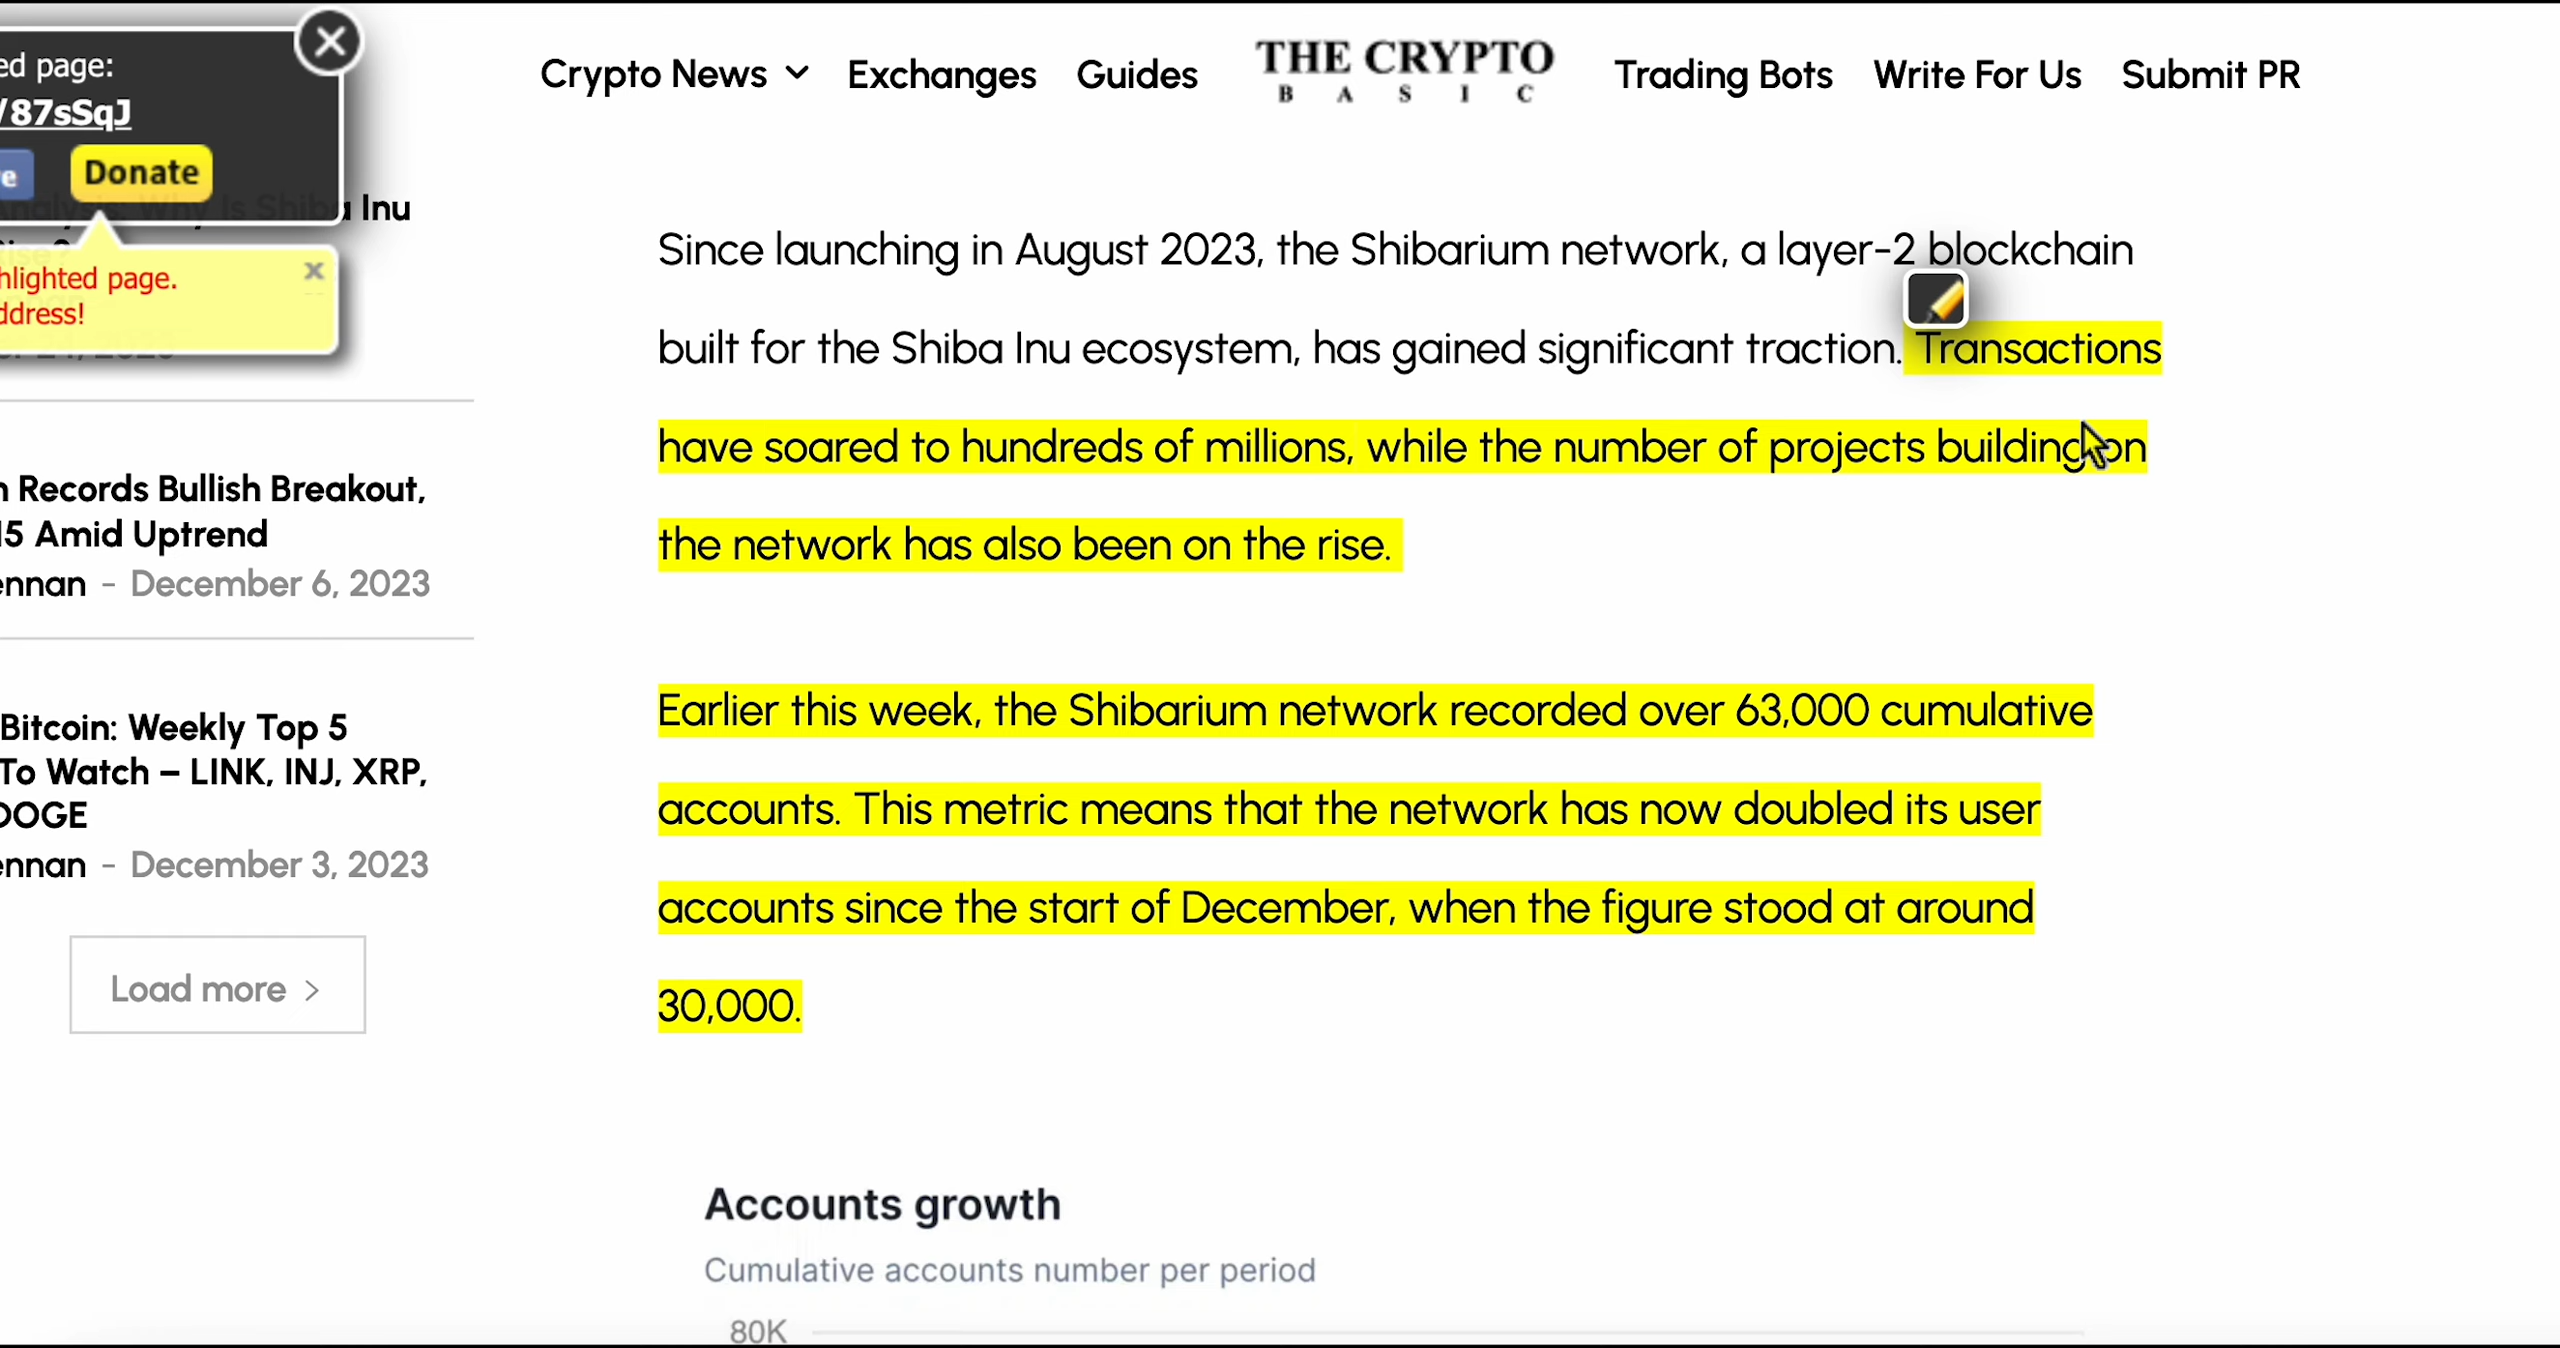 ed page:
/87sSqJ
e
Donate
Inu
hlighted page.
x
ddress!
Records Bullish Breakout,
15 Amid Uptrend
ennan - December 6, 2023
Bitcoin: Weekly Top 5
To Watch – LINK, INJ, XRP,
DOGE
ennan - December 3, 2023
Load more >
Crypto News
Exchanges
Guides
THE CRYPTO
BASIC
Trading Bots
Write For Us
Submit PR
Since launching in August 2023, the Shibarium network, a layer-2 blockchain
built for the Shiba Inu ecosystem, has gained significant traction. Transactions
have soared to hundreds of millions, while the number of projects building on
the network has also been on the rise.
Earlier this week, the Shibarium network recorded over 63,000 cumulative
accounts. This metric means that the network has now doubled its user
accounts since the start of December, when the figure stood at around
30,000.
Accounts growth
Cumulative accounts number per period
80K